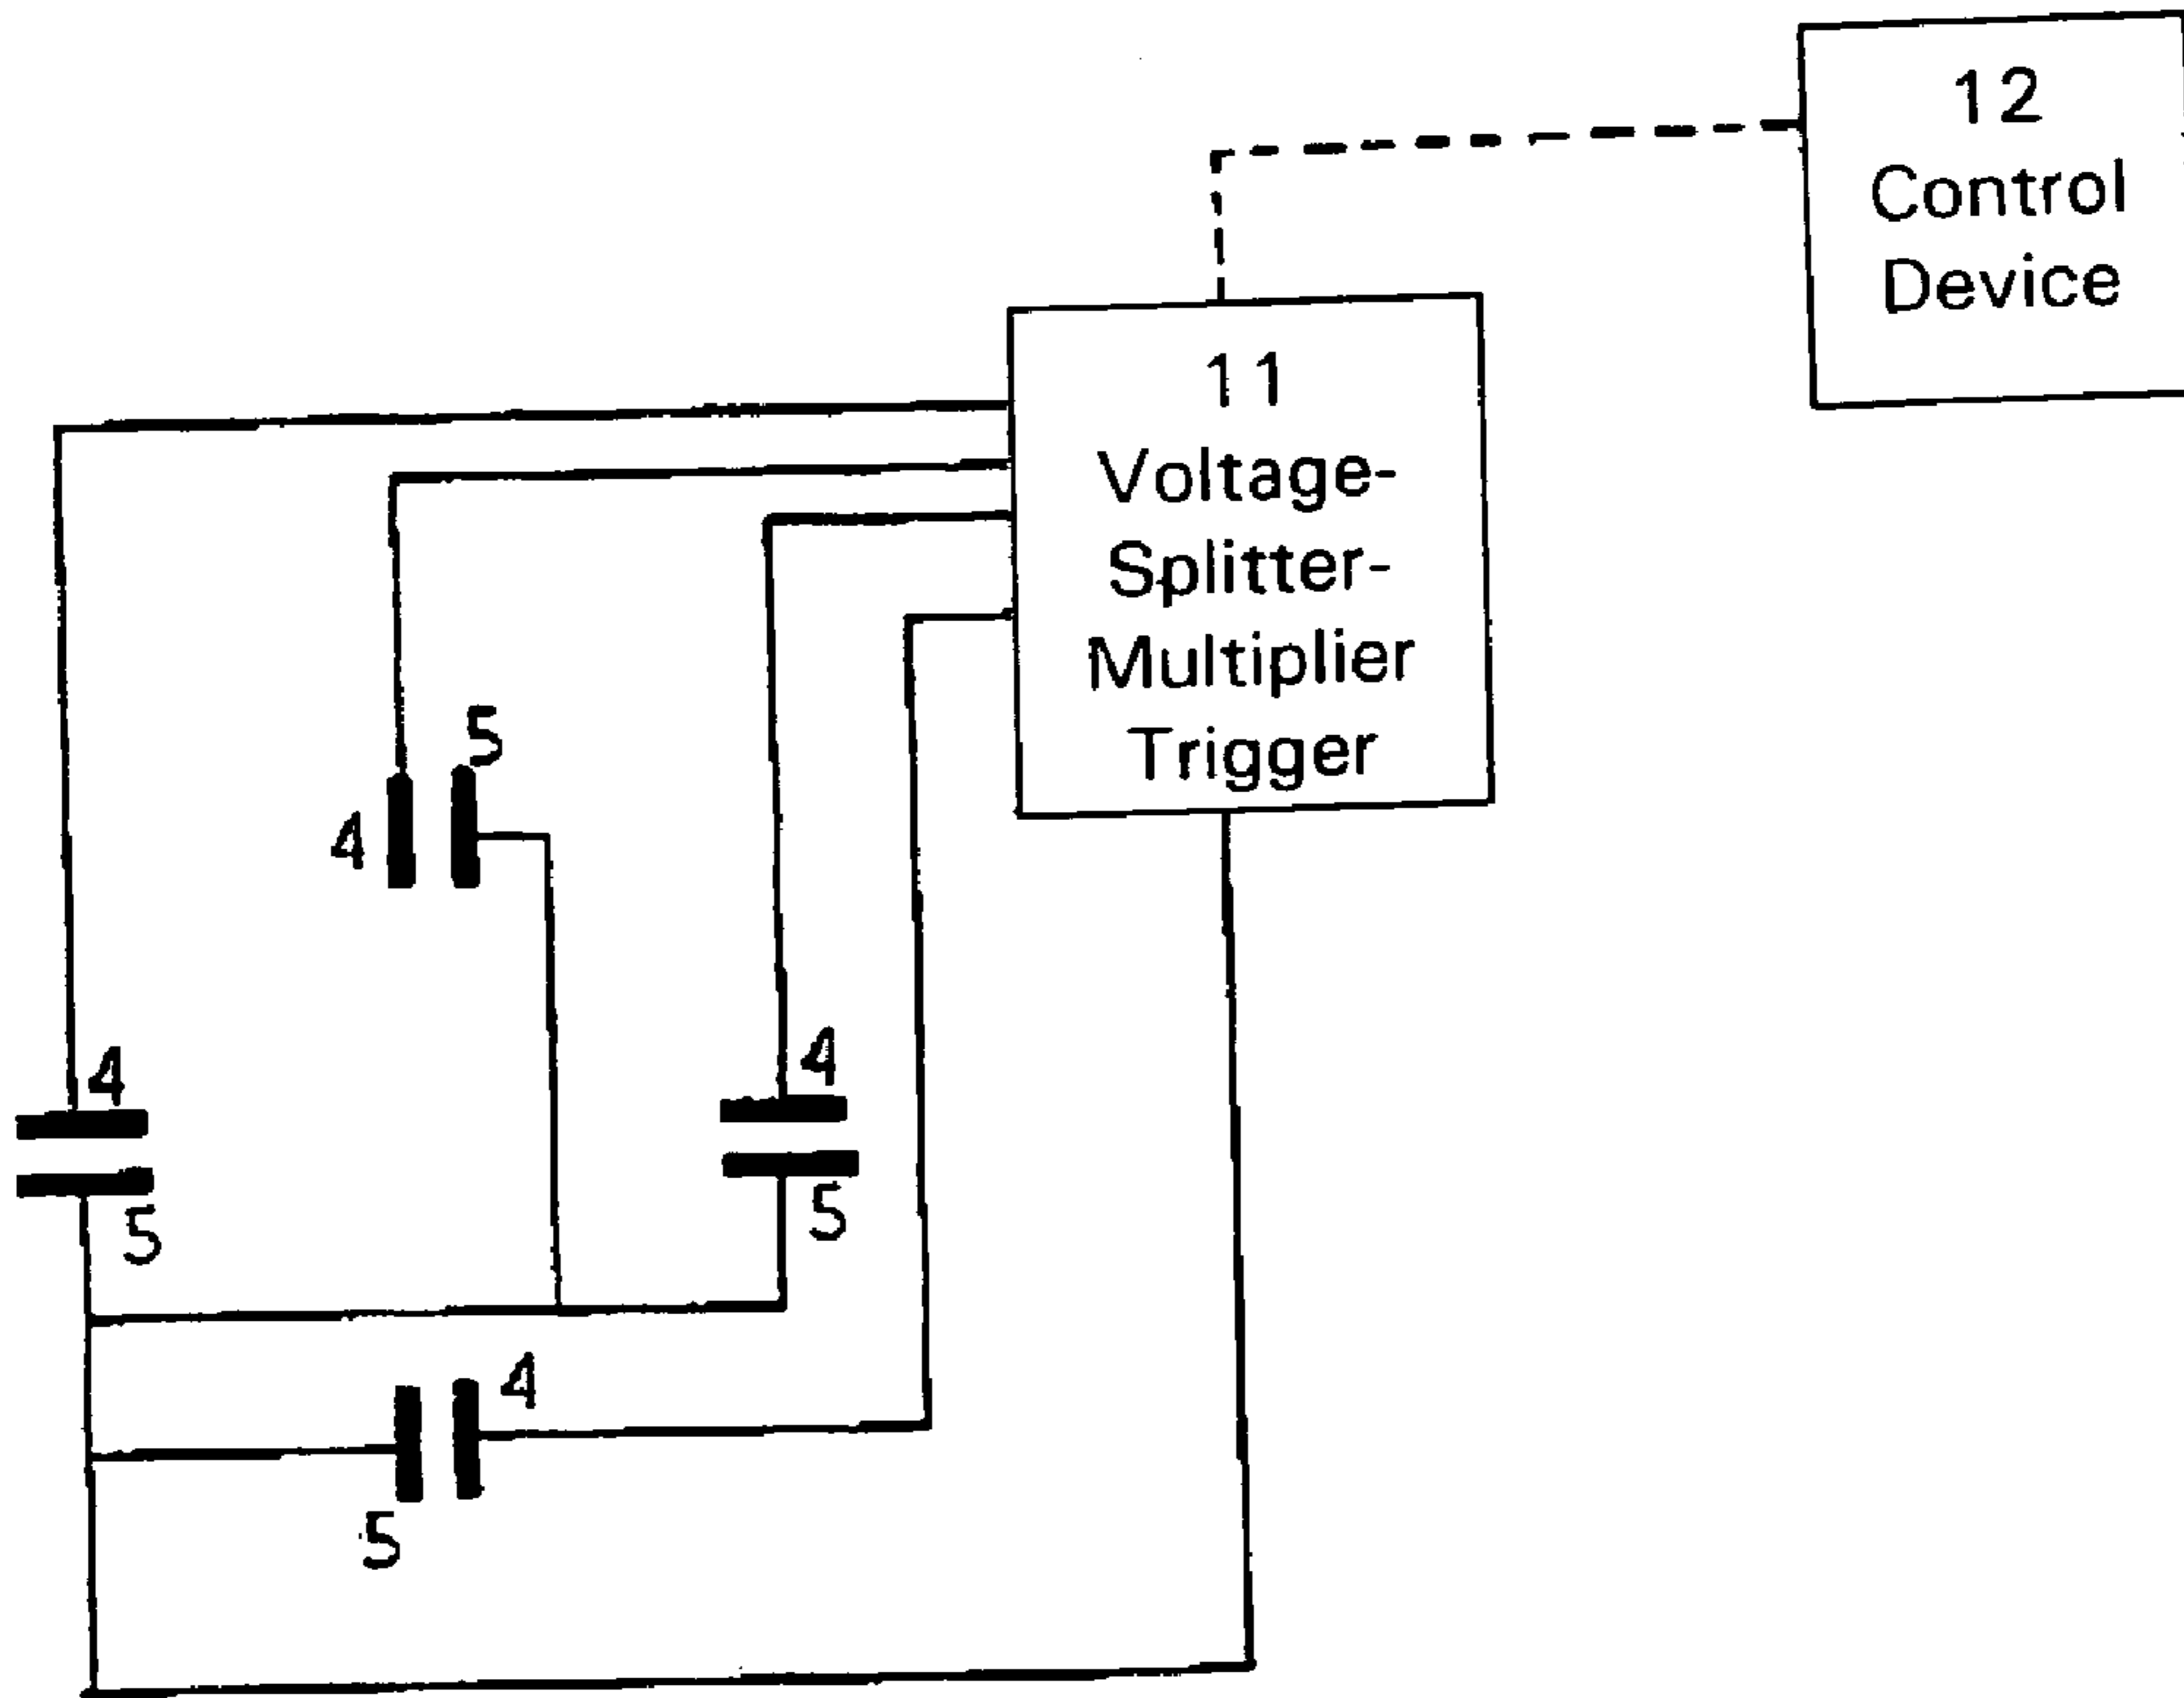 12
Control
Device
11
Voltage-
Splitter-
Multiplier
Trigger
5
4
4
5
4
5
4
5